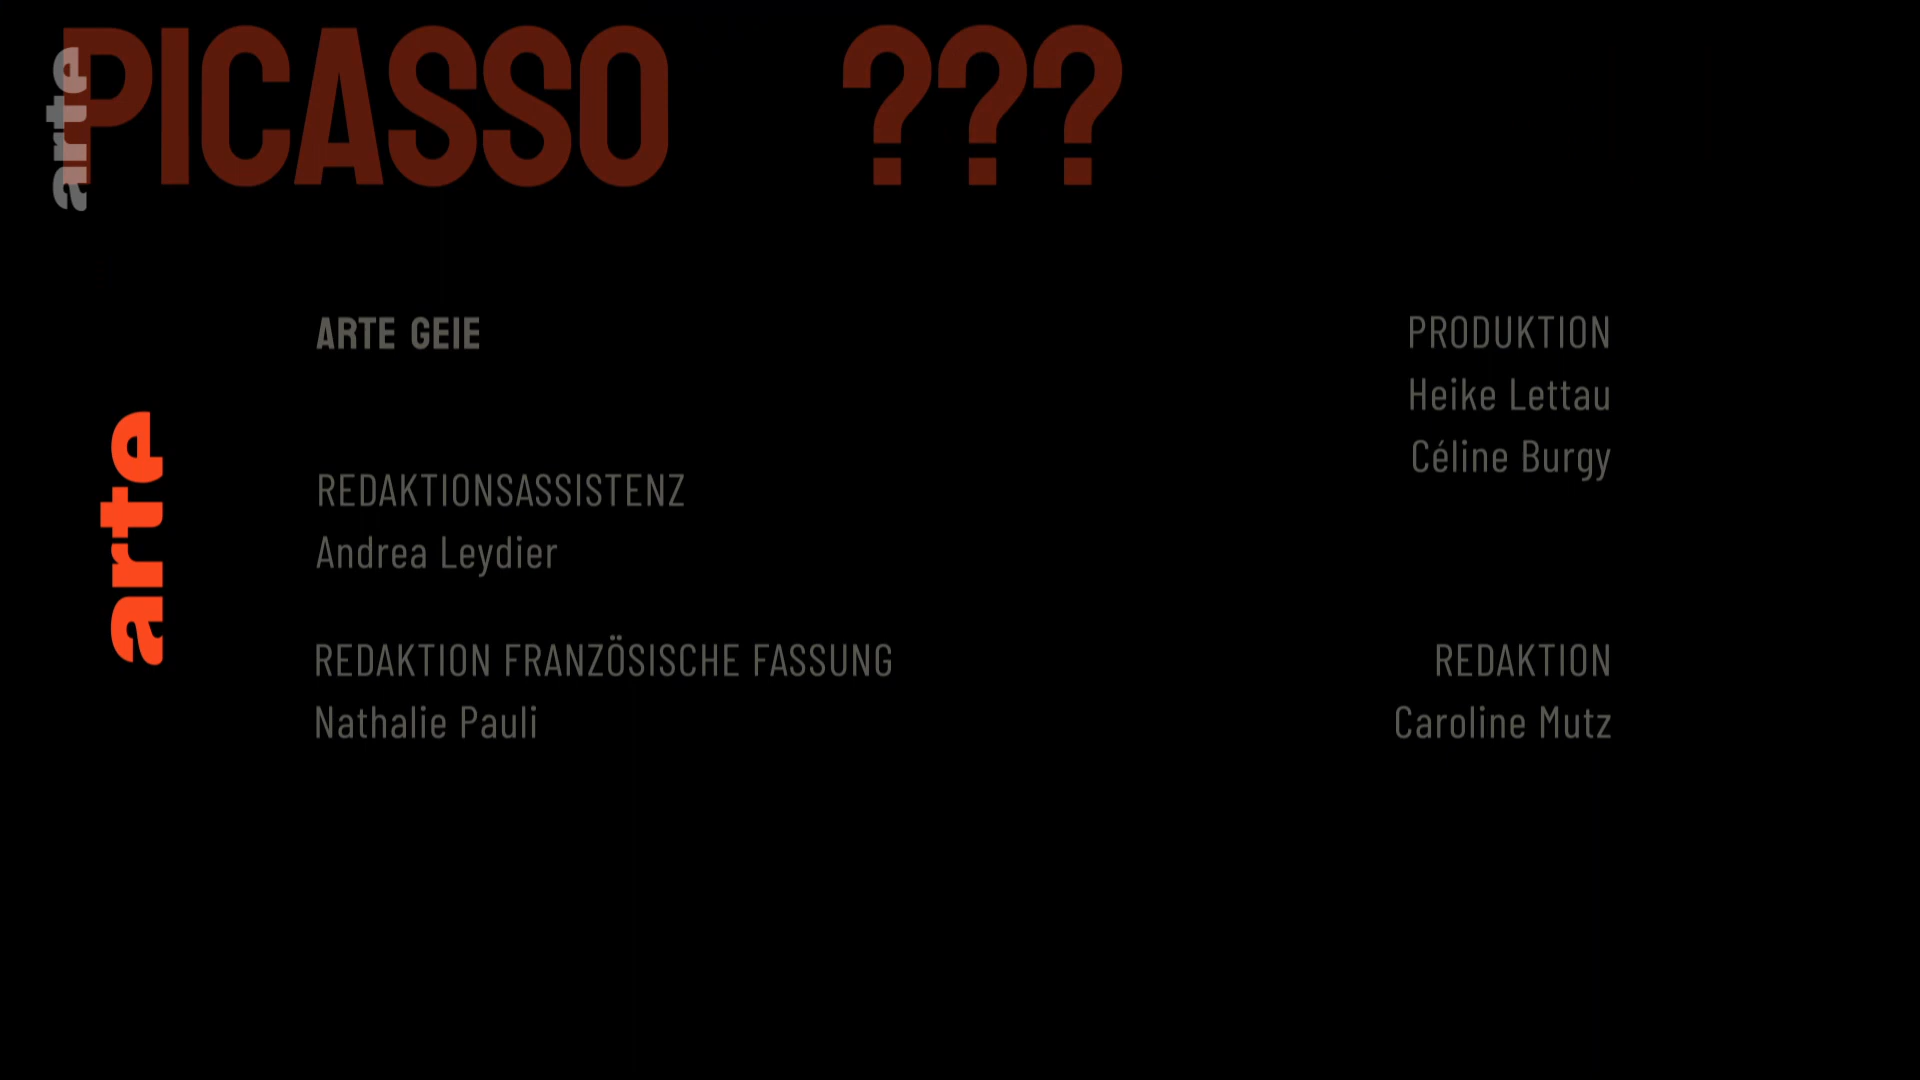 PICASSO ???
arte
ARTE GEIE
PRODUKTION
Heike Lettau
Céline Burgy
arte
REDAKTIONSASSISTENZ
Andrea Leydier
REDAKTION FRANZÖSISCHE FASSUNG
Nathalie Pauli
REDAKTION
Caroline Mutz